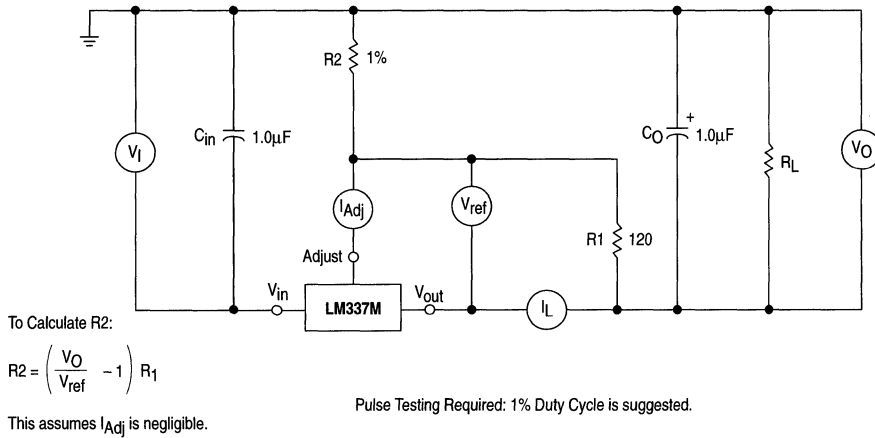 R2
1%
Cin
1.0µF
CO
+
1.0µF
VI
RL
VO
IAdj
Vref
R1
120
Adjust
Vin
LM337M
Vout
IL
To Calculate R2:
R2 = ( VO / Vref - 1 ) R1
This assumes IAdj is negligible.
Pulse Testing Required: 1% Duty Cycle is suggested.